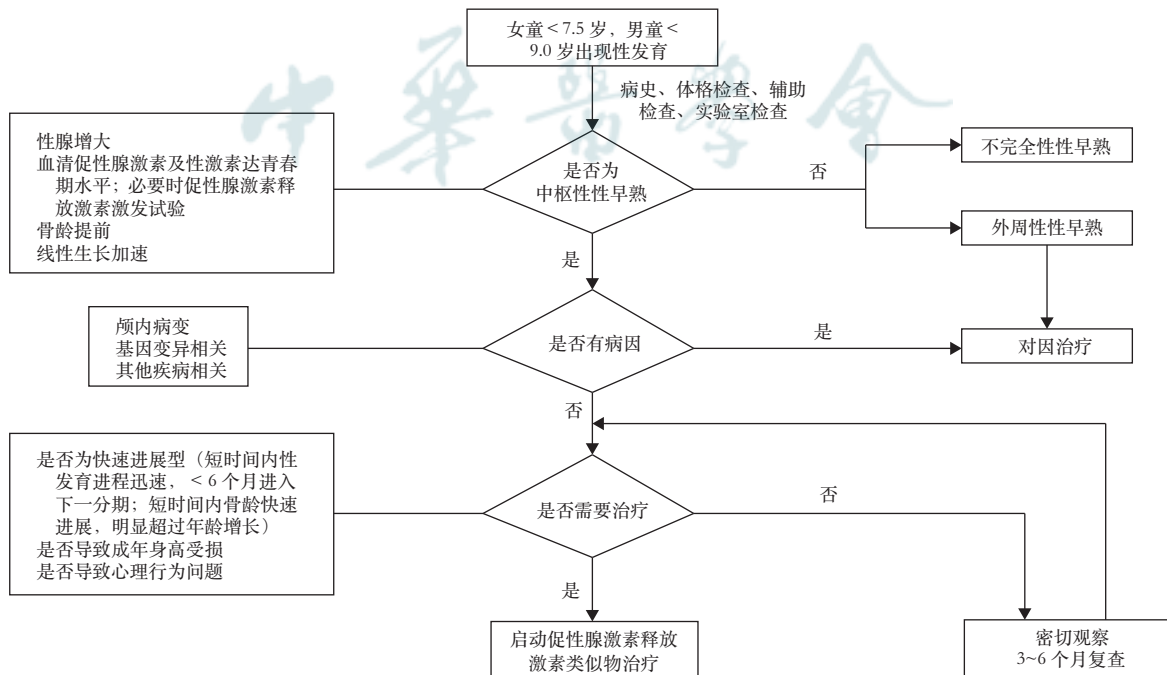 中华医学会
女童<7.5 岁，男童<
9.0 岁出现性发育
病史、体格检查、辅助
检查、实验室检查
性腺增大
血清促性腺激素及性激素达青春
期水平；必要时促性腺激素释
放激素激发试验
骨龄提前
线性生长加速
是否为
中枢性性早熟
否
不完全性性早熟
外周性性早熟
是
颅内病变
基因变异相关
其他疾病相关
是否有病因
是
对因治疗
否
是否为快速进展型（短时间内性
发育进程迅速，<6 个月进入
下一分期；短时间内骨龄快速
进展，明显超过年龄增长）
是否导致成年身高受损
是否导致心理行为问题
是否需要治疗
否
是
启动促性腺激素释放
激素类似物治疗
密切观察
3~6 个月复查